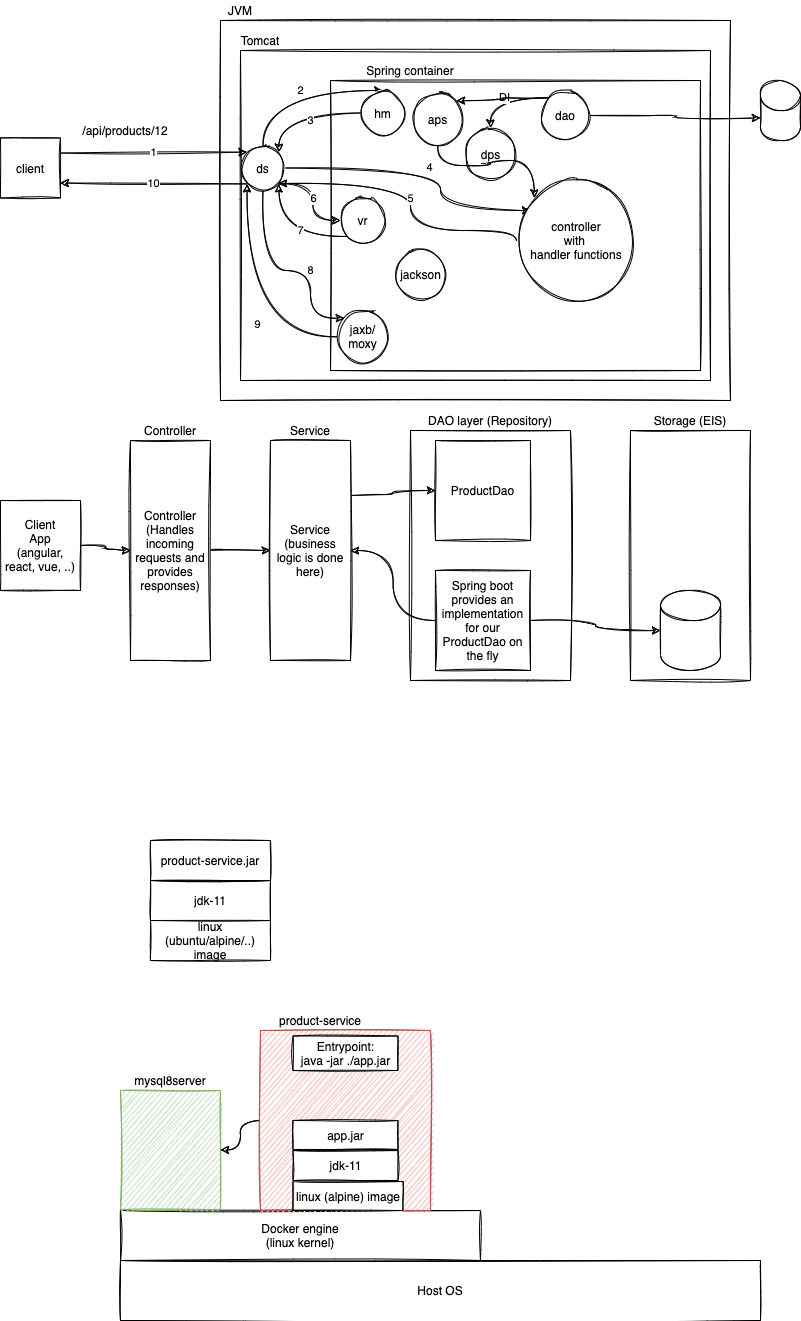 JVM
Tomcat
Spring container
/api/products/12
client
1
10
ds
2
3
hm
aps
DI
dao
dps
4
5
6
7
vr
controller
with
handler functions
jackson
8
9
jaxb/
moxy
Controller
Service
DAO layer (Repository)
Storage (EIS)
Client
App
(angular,
react, vue, ..)
Controller
(Handles
incoming
requests and
provides
responses)
Service
(business
logic is done
here)
ProductDao
Spring boot
provides an
implementation
for our
ProductDao on
the fly
product-service.jar
jdk-11
linux
(ubuntu/alpine/..)
image
product-service
Entrypoint:
java -jar ./app.jar
mysql8server
app.jar
jdk-11
linux (alpine) image
Docker engine
(linux kernel)
Host OS